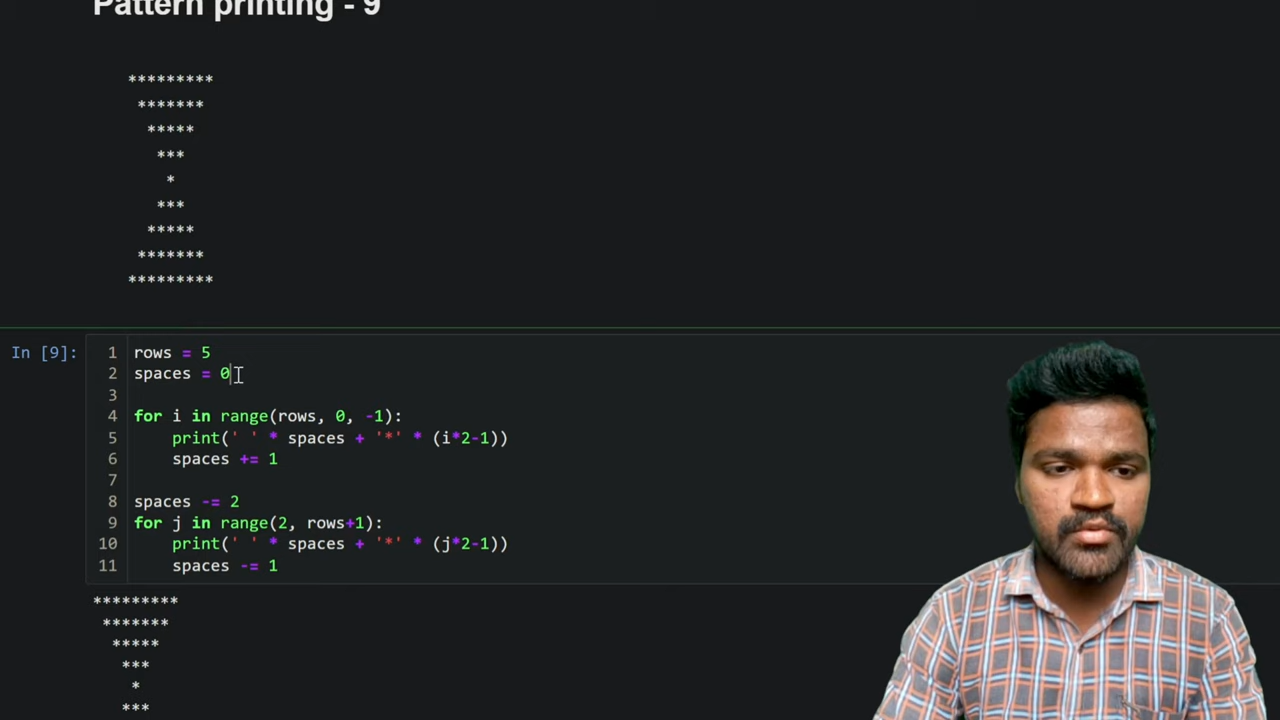 Pattern printing - 9
*********
*******
*****
***
*
***
*****
*******
*********
In [9]:
1 rows = 5
2 spaces = 0
3
4 for i in range(rows, 0, -1):
5     print(' ' * spaces + '*' * (i*2-1))
6     spaces += 1
7
8 spaces -= 2
9 for j in range(2, rows+1):
10     print(' ' * spaces + '*' * (j*2-1))
11     spaces -= 1
*********
*******
*****
***
*
***